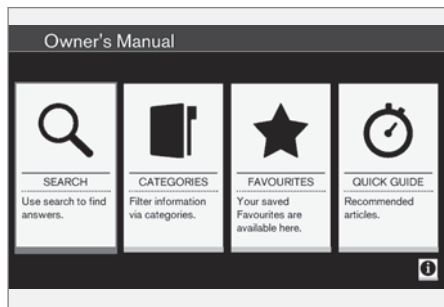 Owner's Manual
SEARCH
Use search to find
answers.
CATEGORIES
Filter information
via categories.
FAVOURITES
Your saved
Favourites are
available here.
QUICK GUIDE
Recommended
articles.